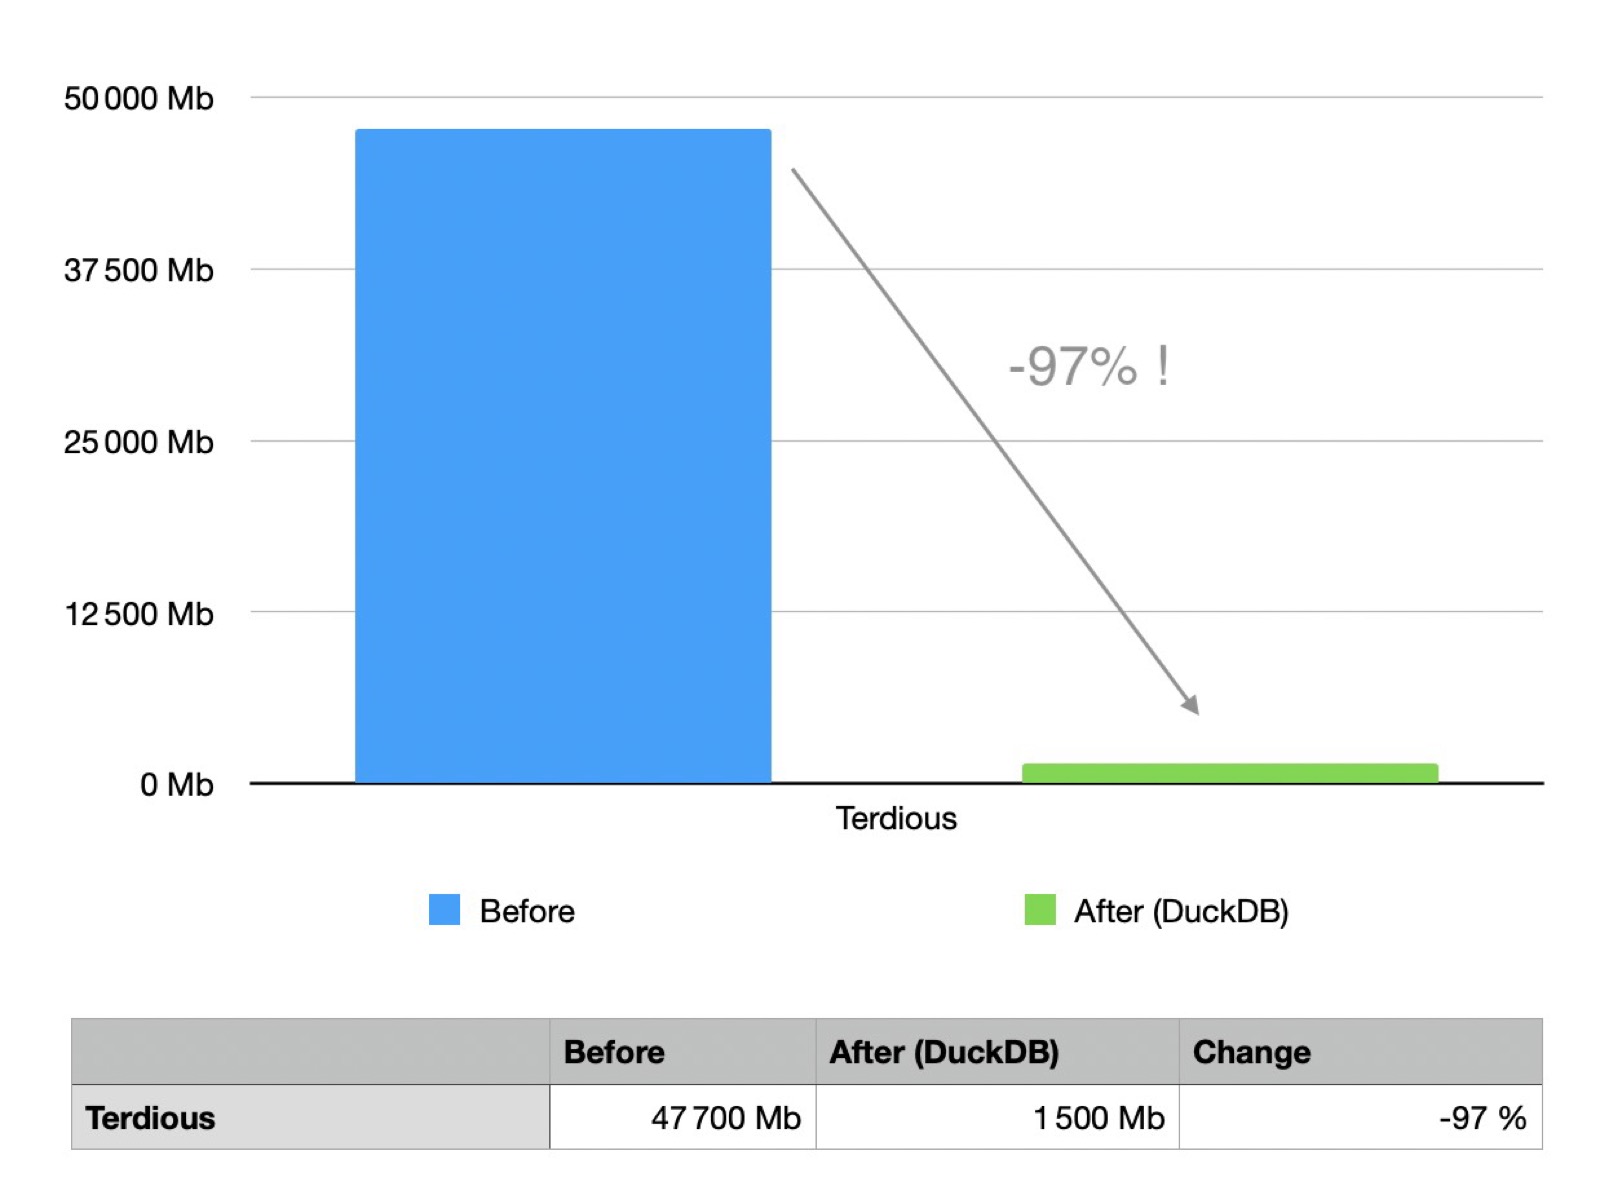 50 000 Mb
37 500 Mb
-97% !
25 000 Mb
12 500 Mb
0 Mb
Terdious
Before After (DuckDB)
Before After (DuckDB) Change
Terdious 47 700 Mb 1 500 Mb -97 %